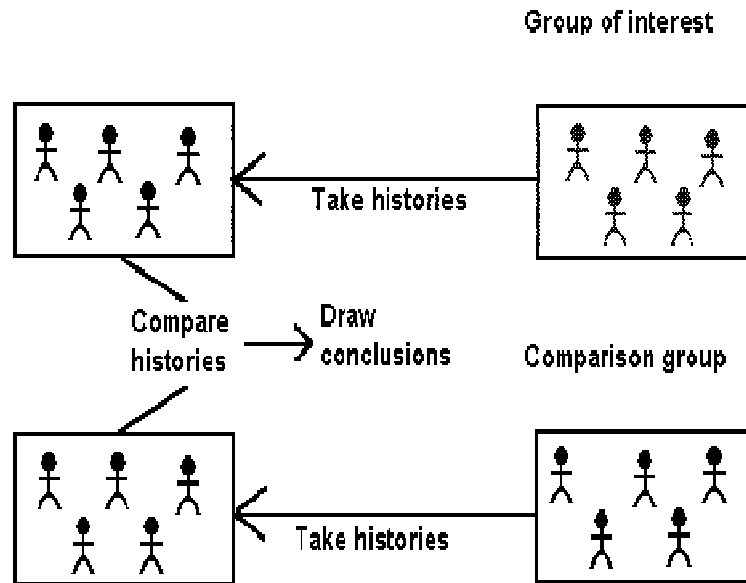 Group of interest
Take histories
Compare
histories
Draw
conclusions
Comparison group
Take histories